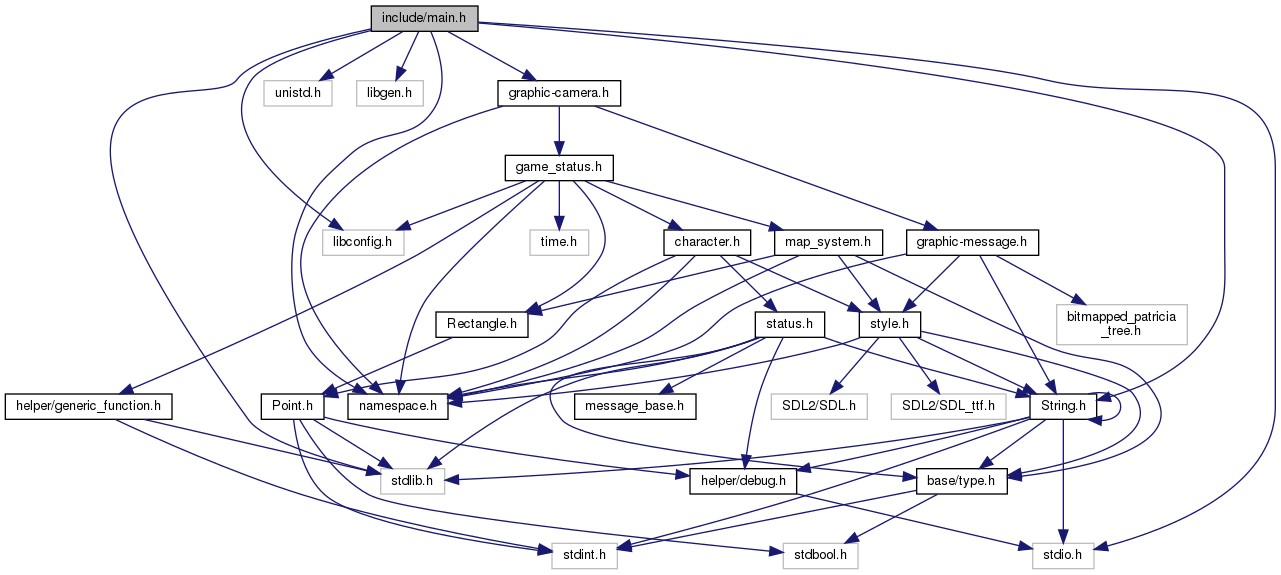 include/main.h
unistd.h
libgen.h
graphic-camera.h
game_status.h
libconfig.h
time.h
character.h
map_system.h
graphic-message.h
Rectangle.h
status.h
style.h
bitmapped_patricia
_tree.h
helper/generic_function.h
Point.h
namespace.h
message_base.h
SDL2/SDL.h
SDL2/SDL_ttf.h
String.h
stdlib.h
helper/debug.h
base/type.h
stdint.h
stdbool.h
stdio.h